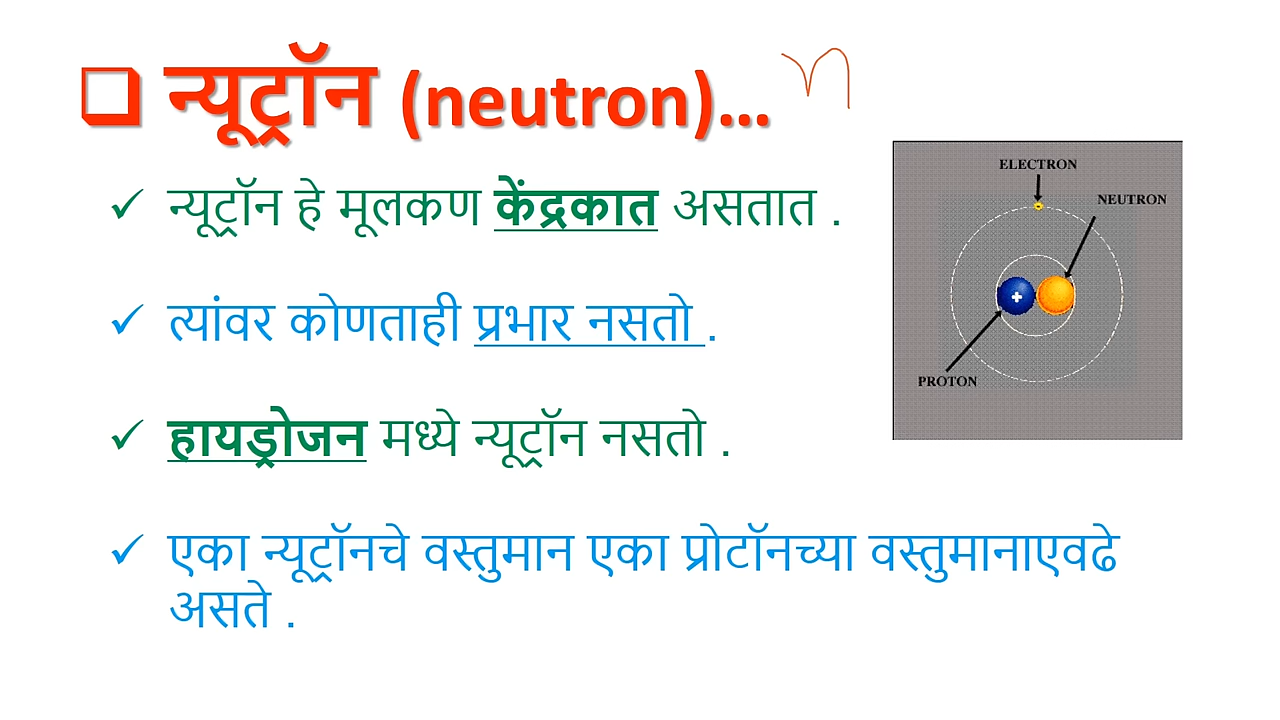 ❑ न्यूट्रॉन (neutron)... n
✓ न्यूट्रॉन हे मूलकण केंद्रकात असतात .
✓ त्यांवर कोणताही प्रभार नसतो .
✓ हायड्रोजन मध्ये न्यूट्रॉन नसतो .
✓ एका न्यूट्रॉनचे वस्तुमान एका प्रोटॉनच्या वस्तुमानाएवढे
असते .
ELECTRON
NEUTRON
+
PROTON